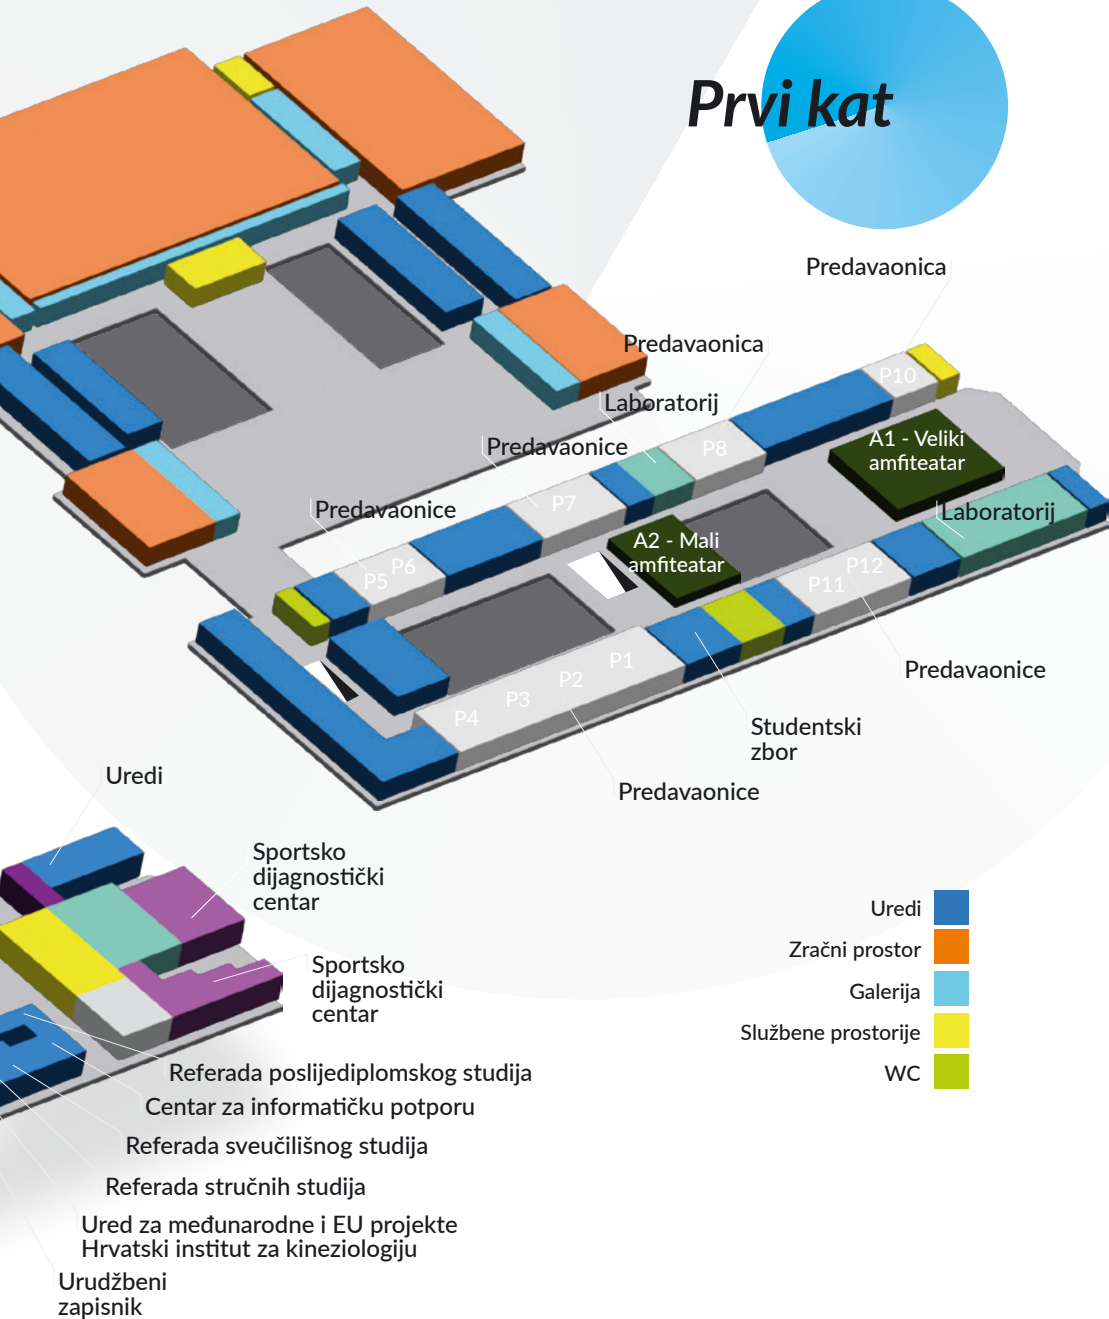 Prvi kat
Predavaonica
Predavaonica
P10
Laboratorij
A1 - Veliki
amfiteatar
Predavaonice
P8
Predavaonice
P7
Laboratorij
A2 - Mali
amfiteatar
P6
P5
P12
P11
P1
P2
P3
P4
Predavaonice
Studentski
zbor
Predavaonice
Uredi
Sportsko
dijagnostički
centar
Sportsko
dijagnostički
centar
Referada poslijediplomskog studija
Centar za informatičku potporu
Referada sveučilišnog studija
Referada stručnih studija
Ured za međunarodne i EU projekte
Hrvatski institut za kineziologiju
Urudžbeni
zapisnik
Uredi
Zračni prostor
Galerija
Službene prostorije
WC